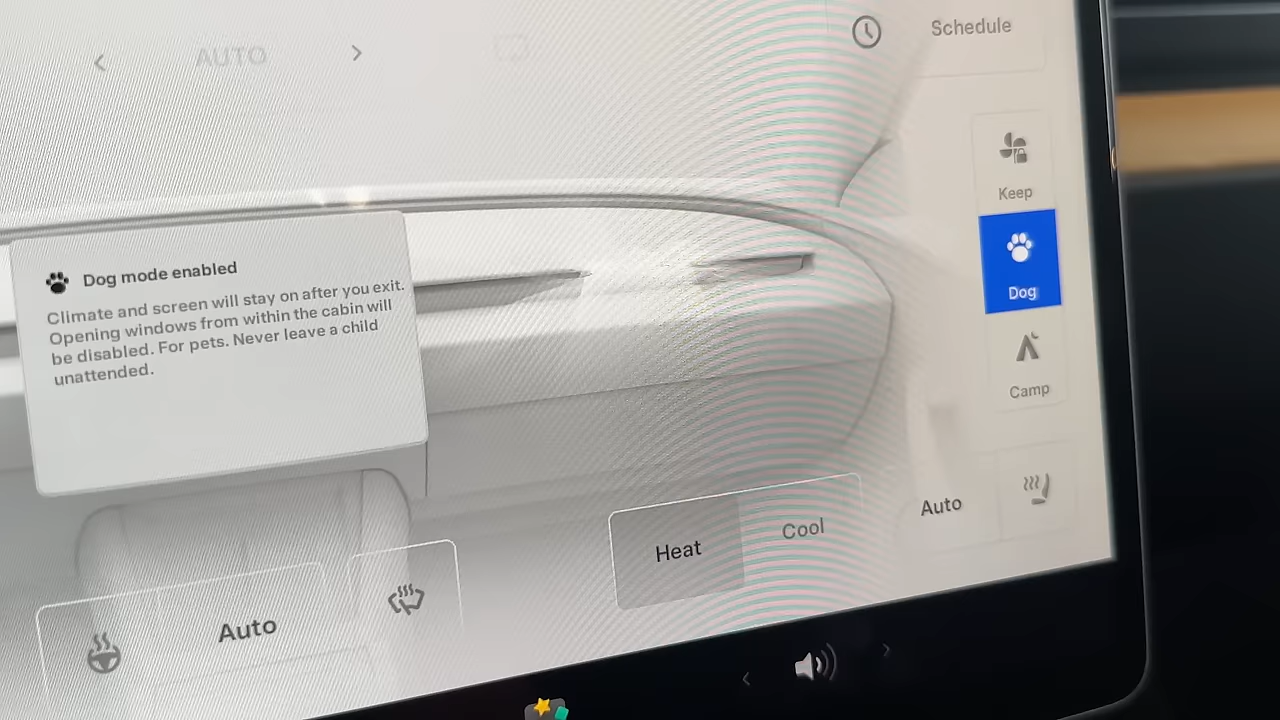 AUTO
Schedule
Keep
Dog
Camp
Dog mode enabled
Climate and screen will stay on after you exit.
Opening windows from within the cabin will
be disabled. For pets. Never leave a child
unattended.
Heat
Cool
Auto
Auto